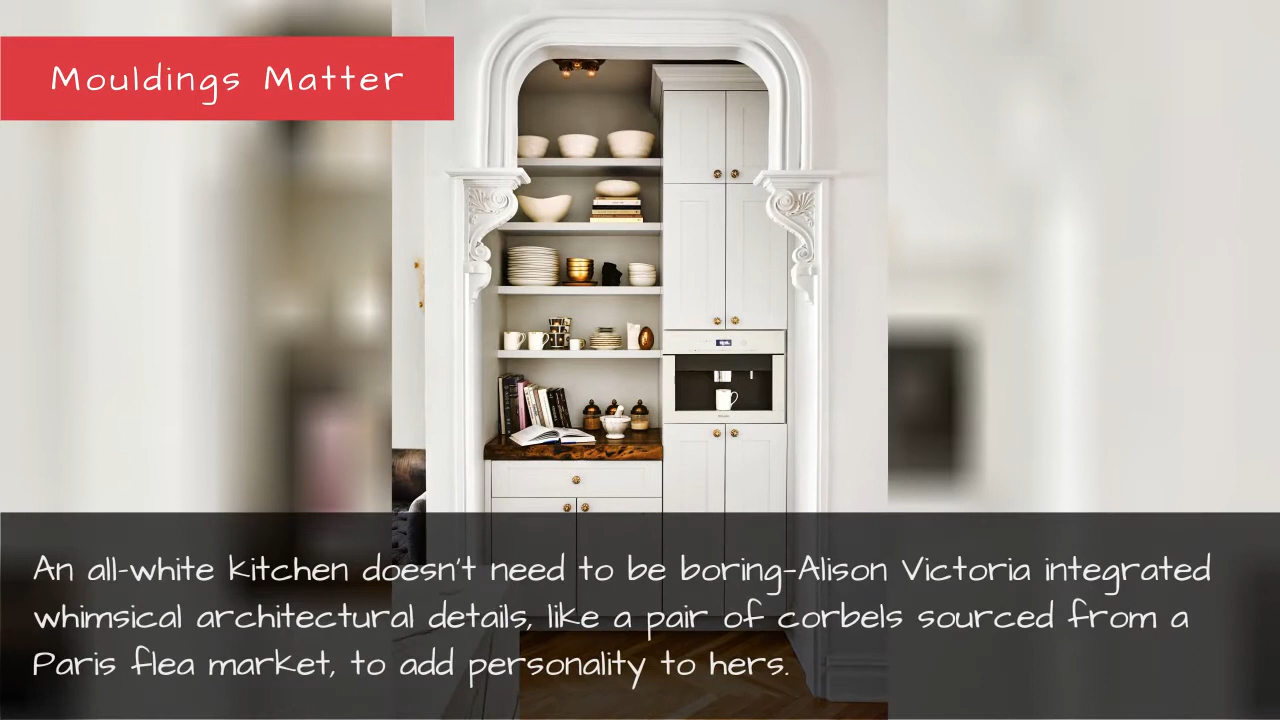 Mouldings Matter
An all-white kitchen doesn't need to be boring-Alison Victoria integrated
whimsical architectural details, like a pair of corbels sourced from a
Paris flea market, to add personality to hers.